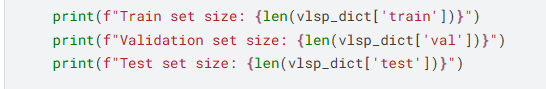 print(f"Train set size: {len(vlsp_dict['train'])}")
print(f"Validation set size: {len(vlsp_dict['val'])}")
print(f"Test set size: {len(vlsp_dict['test'])}")